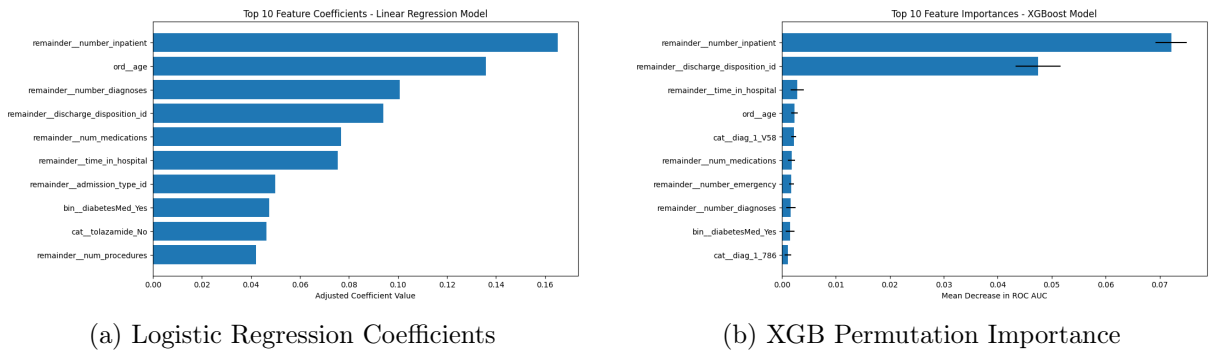 Top 10 Feature Coefficients - Linear Regression Model
remainder__number_inpatient
ord__age
remainder__number_diagnoses
remainder__discharge_disposition_id
remainder__num_medications
remainder__time_in_hospital
remainder__admission_type_id
bin__diabetesMed_Yes
cat__tolazamide_No
remainder__num_procedures
0.00 0.02 0.04 0.06 0.08 0.10 0.12 0.14 0.16
Adjusted Coefficient Value
(a) Logistic Regression Coefficients
Top 10 Feature Importances - XGBoost Model
remainder__number_inpatient
remainder__discharge_disposition_id
remainder__time_in_hospital
ord__age
cat__diag_1_V58
remainder__num_medications
remainder__number_emergency
remainder__number_diagnoses
bin__diabetesMed_Yes
cat__diag_1_786
0.00 0.01 0.02 0.03 0.04 0.05 0.06 0.07
Mean Decrease in ROC AUC
(b) XGB Permutation Importance